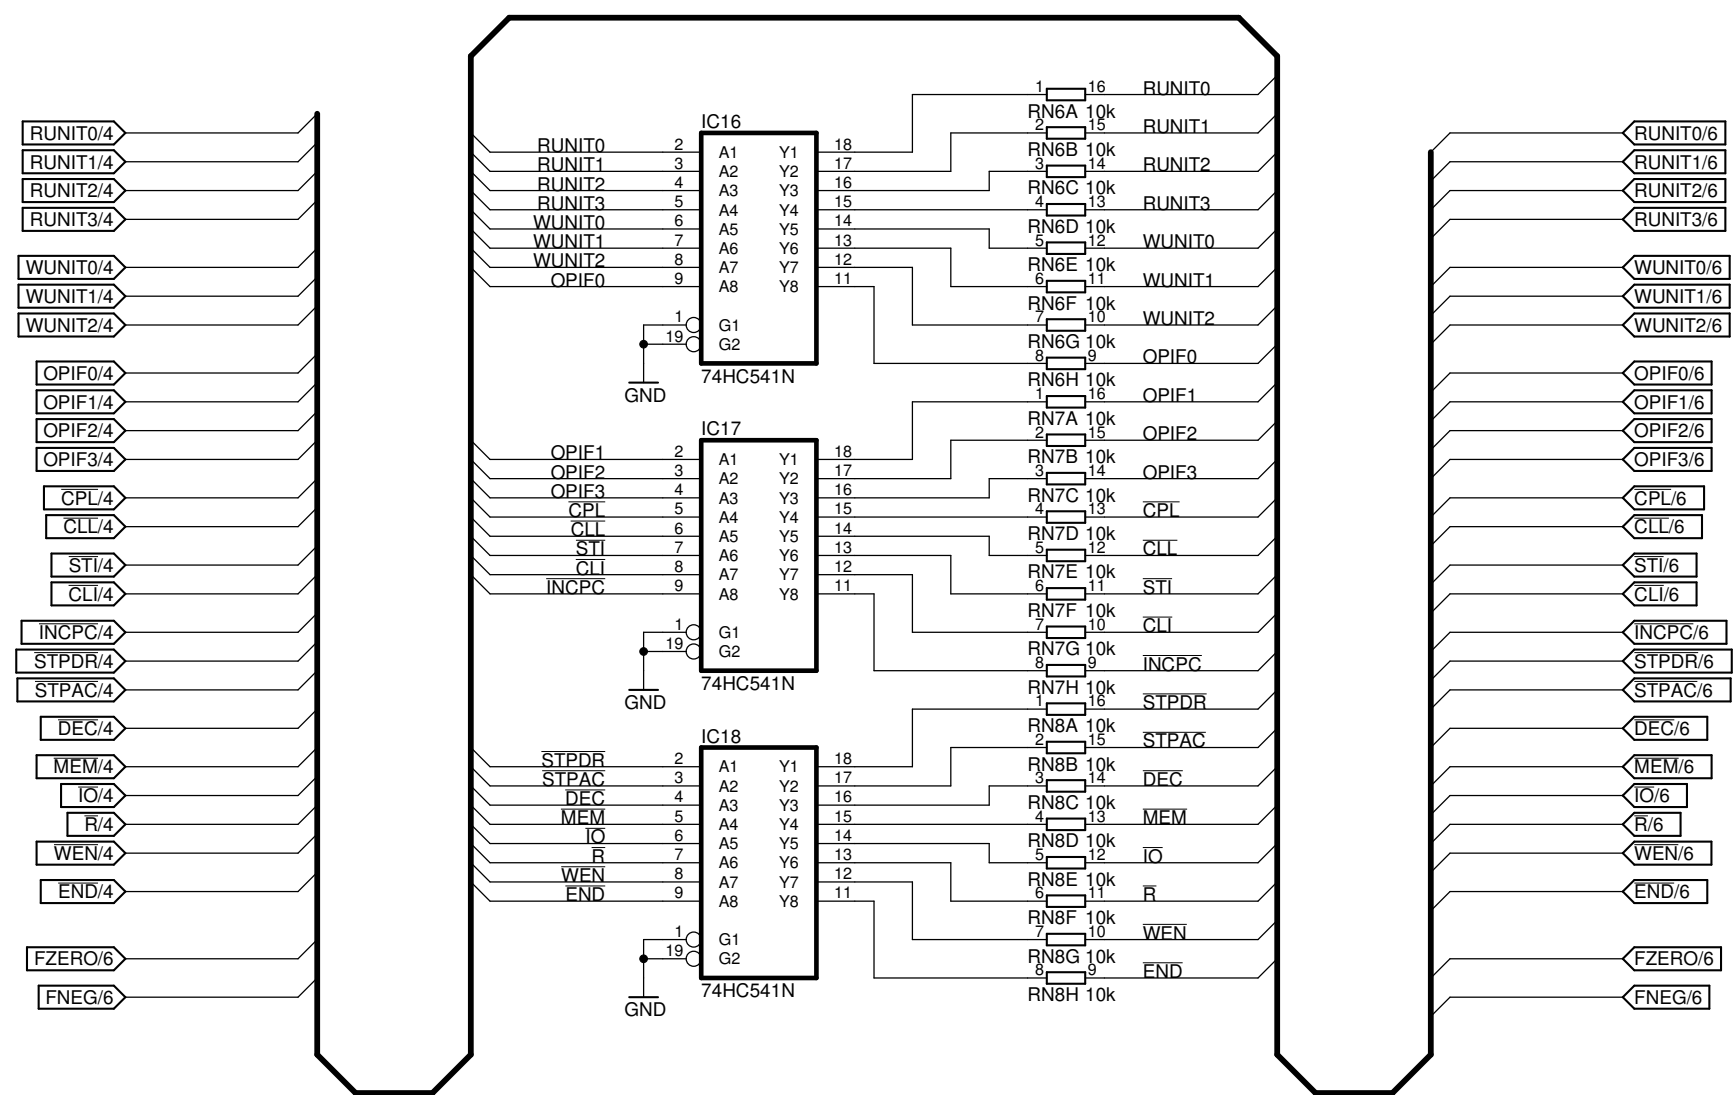 RUNIT0/4
RUNIT1/4
RUNIT2/4
RUNIT3/4
WUNIT0/4
WUNIT1/4
WUNIT2/4
OPIF0/4
OPIF1/4
OPIF2/4
OPIF3/4
CPL/4
CLL/4
STI/4
CLI/4
INCPC/4
STPDR/4
STPAC/4
DEC/4
MEM/4
IO/4
R/4
WEN/4
END/4
FZERO/6
FNEG/6
IC16
RUNIT0 2 A1 Y1 18
RUNIT1 3 A2 Y2 17
RUNIT2 4 A3 Y3 16
RUNIT3 5 A4 Y4 15
WUNIT0 6 A5 Y5 14
WUNIT1 7 A6 Y6 13
WUNIT2 8 A7 Y7 12
OPIF0 9 A8 Y8 11
1 G1
19 G2
GND
74HC541N
IC17
OPIF1 2 A1 Y1 18
OPIF2 3 A2 Y2 17
OPIF3 4 A3 Y3 16
CPL 5 A4 Y4 15
CLL 6 A5 Y5 14
STI 7 A6 Y6 13
CLI 8 A7 Y7 12
INCPC 9 A8 Y8 11
1 G1
19 G2
GND
74HC541N
IC18
STPDR 2 A1 Y1 18
STPAC 3 A2 Y2 17
DEC 4 A3 Y3 16
MEM 5 A4 Y4 15
IO 6 A5 Y5 14
R 7 A6 Y6 13
WEN 8 A7 Y7 12
END 9 A8 Y8 11
1 G1
19 G2
GND
74HC541N
1 16 RUNIT0
RN6A 10k
2 15 RUNIT1
RN6B 10k
3 14 RUNIT2
RN6C 10k
4 13 RUNIT3
RN6D 10k
5 12 WUNIT0
RN6E 10k
6 11 WUNIT1
RN6F 10k
7 10 WUNIT2
RN6G 10k
8 9 OPIF0
RN6H 10k
1 16 OPIF1
RN7A 10k
2 15 OPIF2
RN7B 10k
3 14 OPIF3
RN7C 10k
4 13 CPL
RN7D 10k
5 12 CLL
RN7E 10k
6 11 STI
RN7F 10k
7 10 CLI
RN7G 10k
8 9 INCPC
RN7H 10k
1 16 STPDR
RN8A 10k
2 15 STPAC
RN8B 10k
3 14 DEC
RN8C 10k
4 13 MEM
RN8D 10k
5 12 IO
RN8E 10k
6 11 R
RN8F 10k
7 10 WEN
RN8G 10k
8 9 END
RN8H 10k
RUNIT0/6
RUNIT1/6
RUNIT2/6
RUNIT3/6
WUNIT0/6
WUNIT1/6
WUNIT2/6
OPIF0/6
OPIF1/6
OPIF2/6
OPIF3/6
CPL/6
CLL/6
STI/6
CLI/6
INCPC/6
STPDR/6
STPAC/6
DEC/6
MEM/6
IO/6
R/6
WEN/6
END/6
FZERO/6
FNEG/6